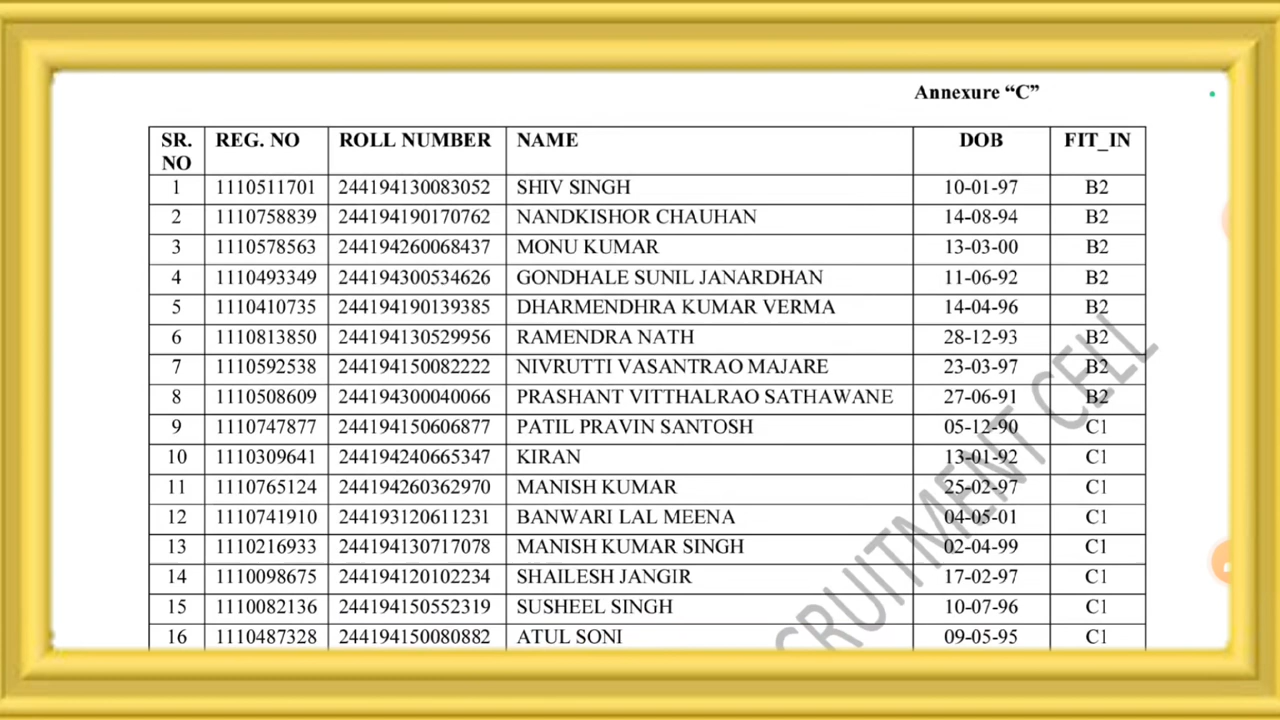 Annexure “C”
SR. NO REG. NO ROLL NUMBER NAME DOB FIT_IN
1 1110511701 244194130083052 SHIV SINGH 10-01-97 B2
2 1110758839 244194190170762 NANDKISHOR CHAUHAN 14-08-94 B2
3 1110578563 244194260068437 MONU KUMAR 13-03-00 B2
4 1110493349 244194300534626 GONDHALE SUNIL JANARDHAN 11-06-92 B2
5 1110410735 244194190139385 DHARMENDHRA KUMAR VERMA 14-04-96 B2
6 1110813850 244194130529956 RAMENDRA NATH 28-12-93 B2
7 1110592538 244194150082222 NIVRUTTI VASANTRAO MAJARE 23-03-97 B2
8 1110508609 244194300040066 PRASHANT VITTHALRAO SATHAWANE 27-06-91 B2
9 1110747877 244194150606877 PATIL PRAVIN SANTOSH 05-12-90 C1
10 1110309641 244194240665347 KIRAN 13-01-92 C1
11 1110765124 244194260362970 MANISH KUMAR 25-02-97 C1
12 1110741910 244193120611231 BANWARI LAL MEENA 04-05-01 C1
13 1110216933 244194130717078 MANISH KUMAR SINGH 02-04-99 C1
14 1110098675 244194120102234 SHAILESH JANGIR 17-02-97 C1
15 1110082136 244194150552319 SUSHEEL SINGH 10-07-96 C1
16 1110487328 244194150080882 ATUL SONI 09-05-95 C1
CRUITMENT CELL